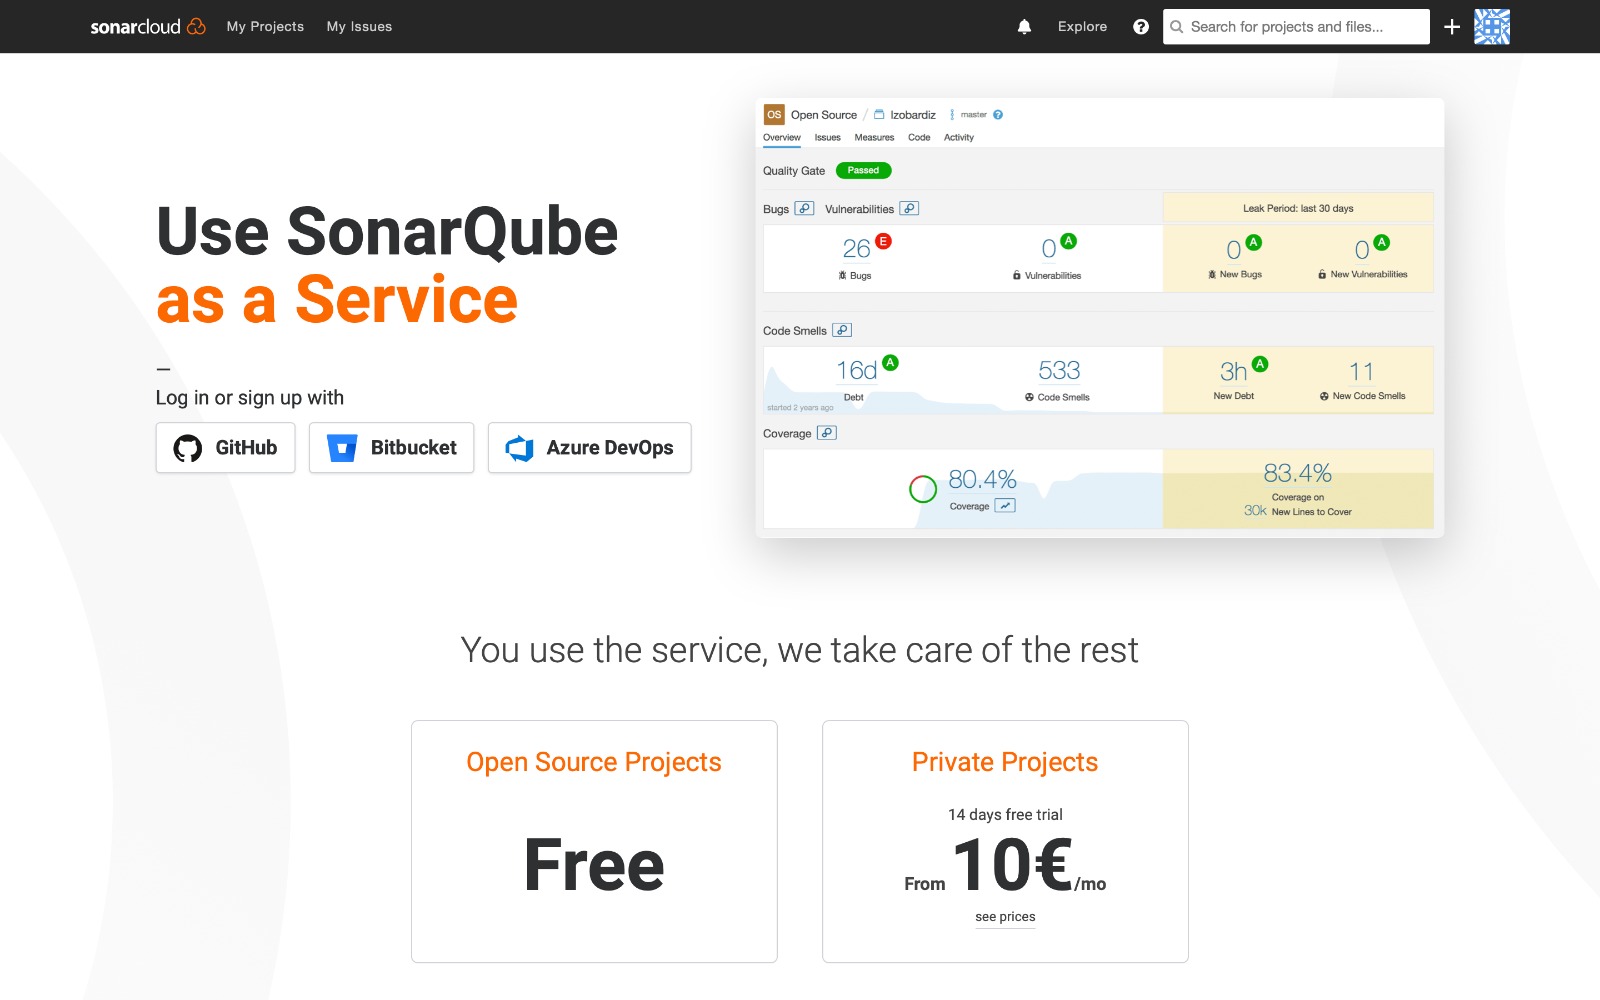 sonarcloud My Projects My Issues Explore Search for projects and files...
Use SonarQube
as a Service
–
Log in or sign up with
GitHub Bitbucket Azure DevOps
OS Open Source / Izobardiz master ?
Overview Issues Measures Code Activity
Quality Gate Passed
Bugs Vulnerabilities Leak Period: last 30 days
26 E 0 A 0 A 0 A
Bugs Vulnerabilities New Bugs New Vulnerabilities
Code Smells
16d A 533 3h A 11
Debt Code Smells New Debt New Code Smells
started 2 years ago
Coverage
80.4% 83.4%
Coverage Coverage on
30k New Lines to Cover
You use the service, we take care of the rest
Open Source Projects
Free
Private Projects
14 days free trial
From 10€/mo
see prices